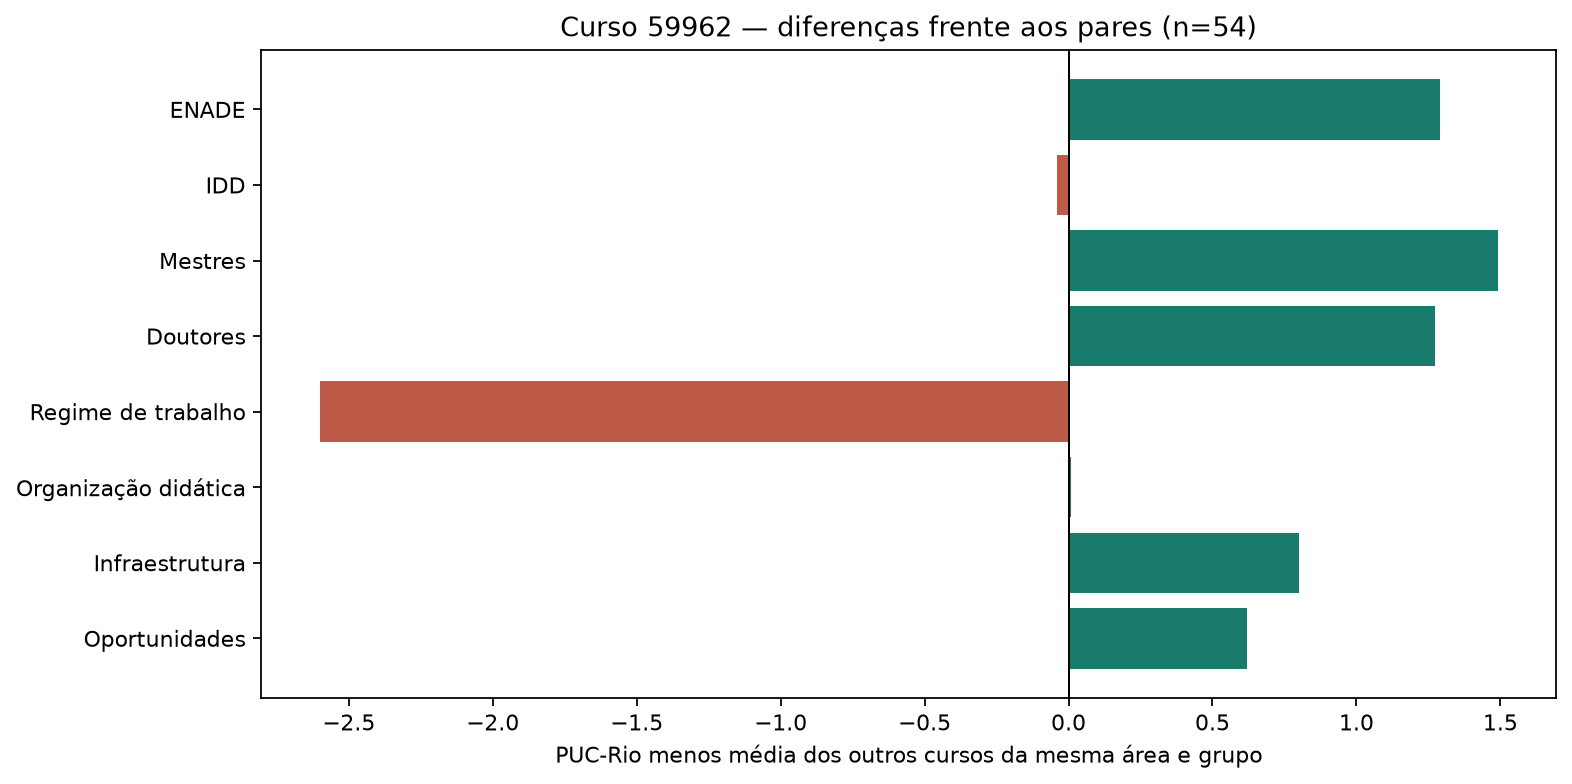 Curso 59962 — diferenças frente aos pares (n=54)
ENADE
IDD
Mestres
Doutores
Regime de trabalho
Organização didática
Infraestrutura
Oportunidades
−2.5 −2.0 −1.5 −1.0 −0.5 0.0 0.5 1.0 1.5
PUC-Rio menos média dos outros cursos da mesma área e grupo